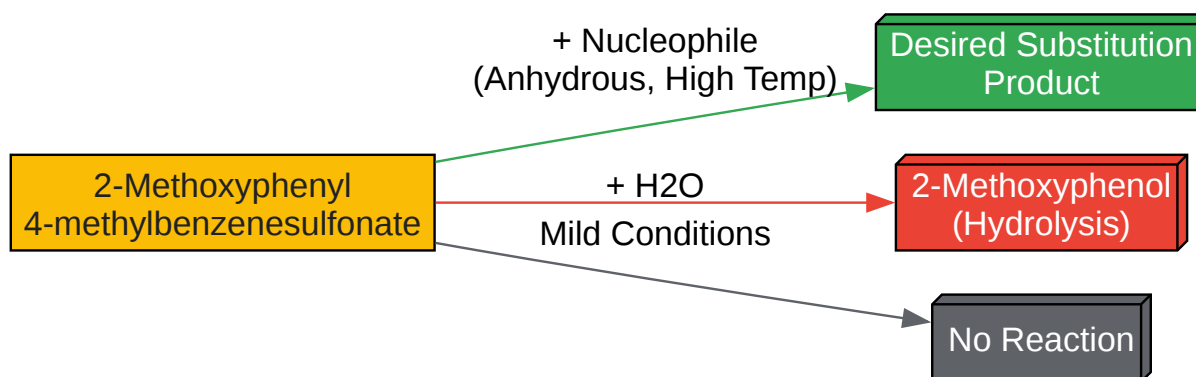 + Nucleophile
(Anhydrous, High Temp)
Desired Substitution
Product
2-Methoxyphenyl
4-methylbenzenesulfonate
+ H2O
2-Methoxyphenol
(Hydrolysis)
Mild Conditions
No Reaction